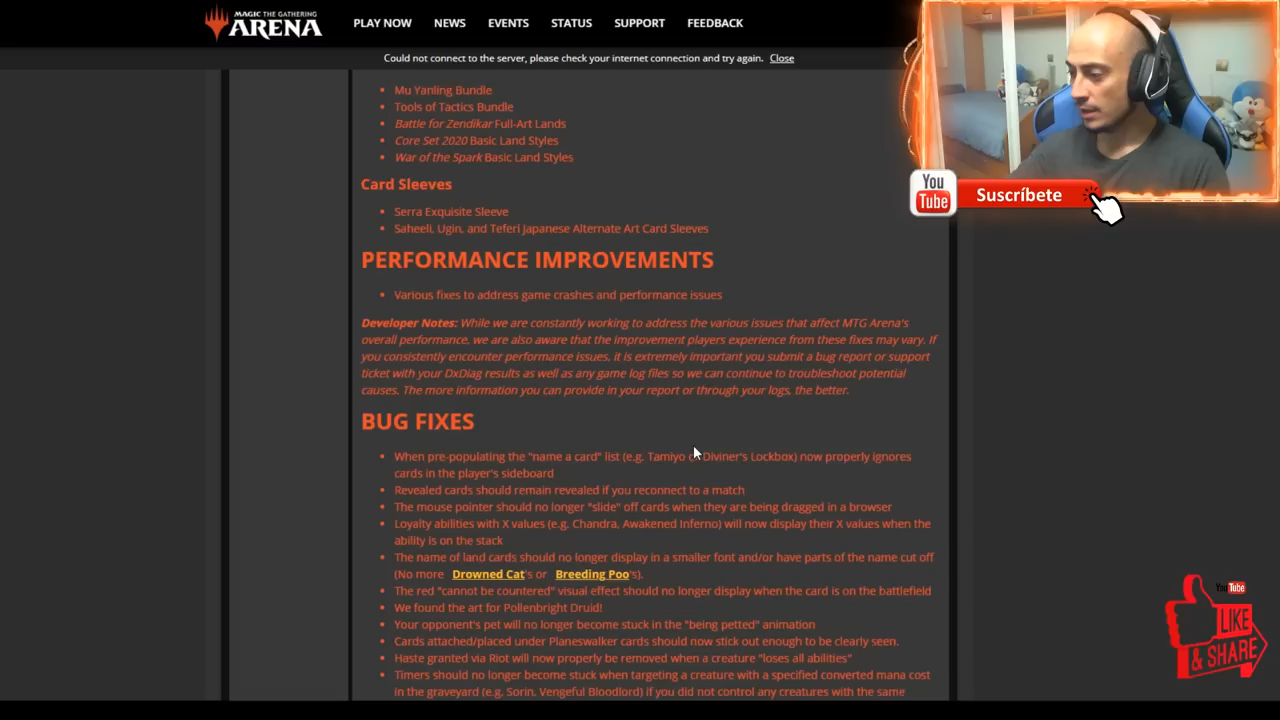 MAGIC THE GATHERING
ARENA
PLAY NOW
NEWS
EVENTS
STATUS
SUPPORT
FEEDBACK
Could not connect to the server, please check your internet connection and try again. Close
Mu Yanling Bundle
Tools of Tactics Bundle
Battle for Zendikar Full-Art Lands
Core Set 2020 Basic Land Styles
War of the Spark Basic Land Styles
You
Tube
Suscríbete
Card Sleeves
Serra Exquisite Sleeve
Saheeli, Ugin, and Teferi Japanese Alternate Art Card Sleeves
PERFORMANCE IMPROVEMENTS
Various fixes to address game crashes and performance issues
Developer Notes: While we are constantly working to address the various issues that affect MTG Arena's
overall performance, we are also aware that the improvement players experience from these fixes may vary. If
you consistently encounter performance issues, it is extremely important you submit a bug report or support
ticket with your DxDiag results as well as any game log files so we can continue to troubleshoot potential
causes. The more information you can provide in your report or through your logs, the better.
BUG FIXES
When pre-populating the "name a card" list (e.g. Tamiyo Diviner's Lockbox) now properly ignores
cards in the player's sideboard
Revealed cards should remain revealed if you reconnect to a match
The mouse pointer should no longer "slide" off cards when they are being dragged in a browser
Loyalty abilities with X values (e.g. Chandra, Awakened Inferno) will now display their X values when the
ability is on the stack
The name of land cards should no longer display in a smaller font and/or have parts of the name cut off
(No more Drowned Cat's or Breeding Poo's).
The red "cannot be countered" visual effect should no longer display when the card is on the battlefield
We found the art for Pollenbright Druid!
Your opponent's pet will no longer become stuck in the "being petted" animation
Cards attached/placed under Planeswalker cards should now stick out enough to be clearly seen.
Haste granted via Riot will now properly be removed when a creature "loses all abilities"
Timers should no longer become stuck when targeting a creature with a specified converted mana cost
in the graveyard (e.g. Sorin, Vengeful Bloodlord) if you did not control any creatures with the same
You Tube
LIKE
& SHARE